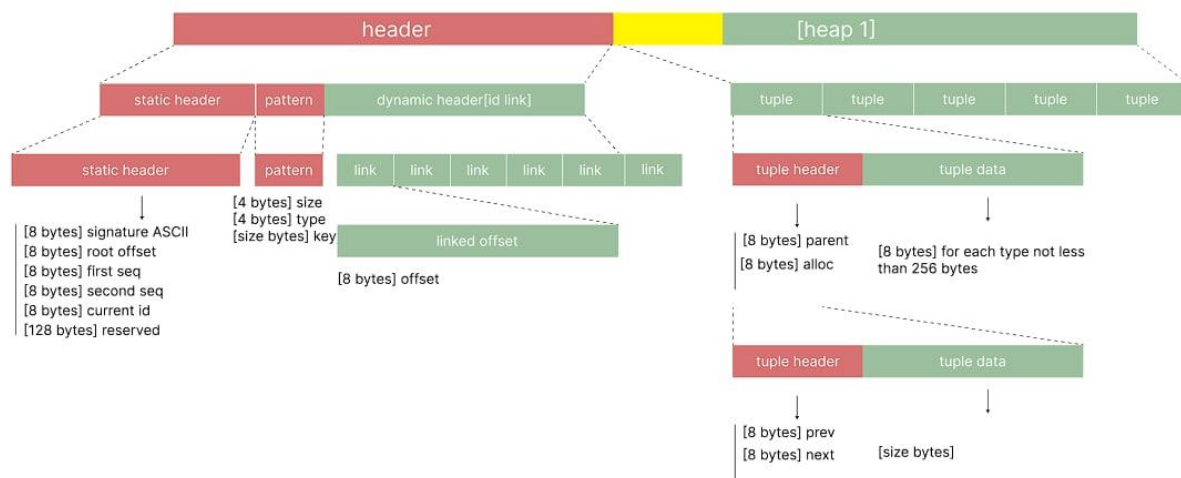 header
[heap 1]
static header
pattern
dynamic header[id link]
tuple
tuple
tuple
tuple
tuple
static header
pattern
link
link
link
link
link
link
tuple header
tuple data
[8 bytes] signature ASCII
[8 bytes] root offset
[8 bytes] first seq
[8 bytes] second seq
[8 bytes] current id
[128 bytes] reserved
[4 bytes] size
[4 bytes] type
[size bytes] key
linked offset
[8 bytes] offset
[8 bytes] parent
[8 bytes] alloc
[8 bytes] for each type not less
than 256 bytes
tuple header
tuple data
[8 bytes] prev
[8 bytes] next
[size bytes]